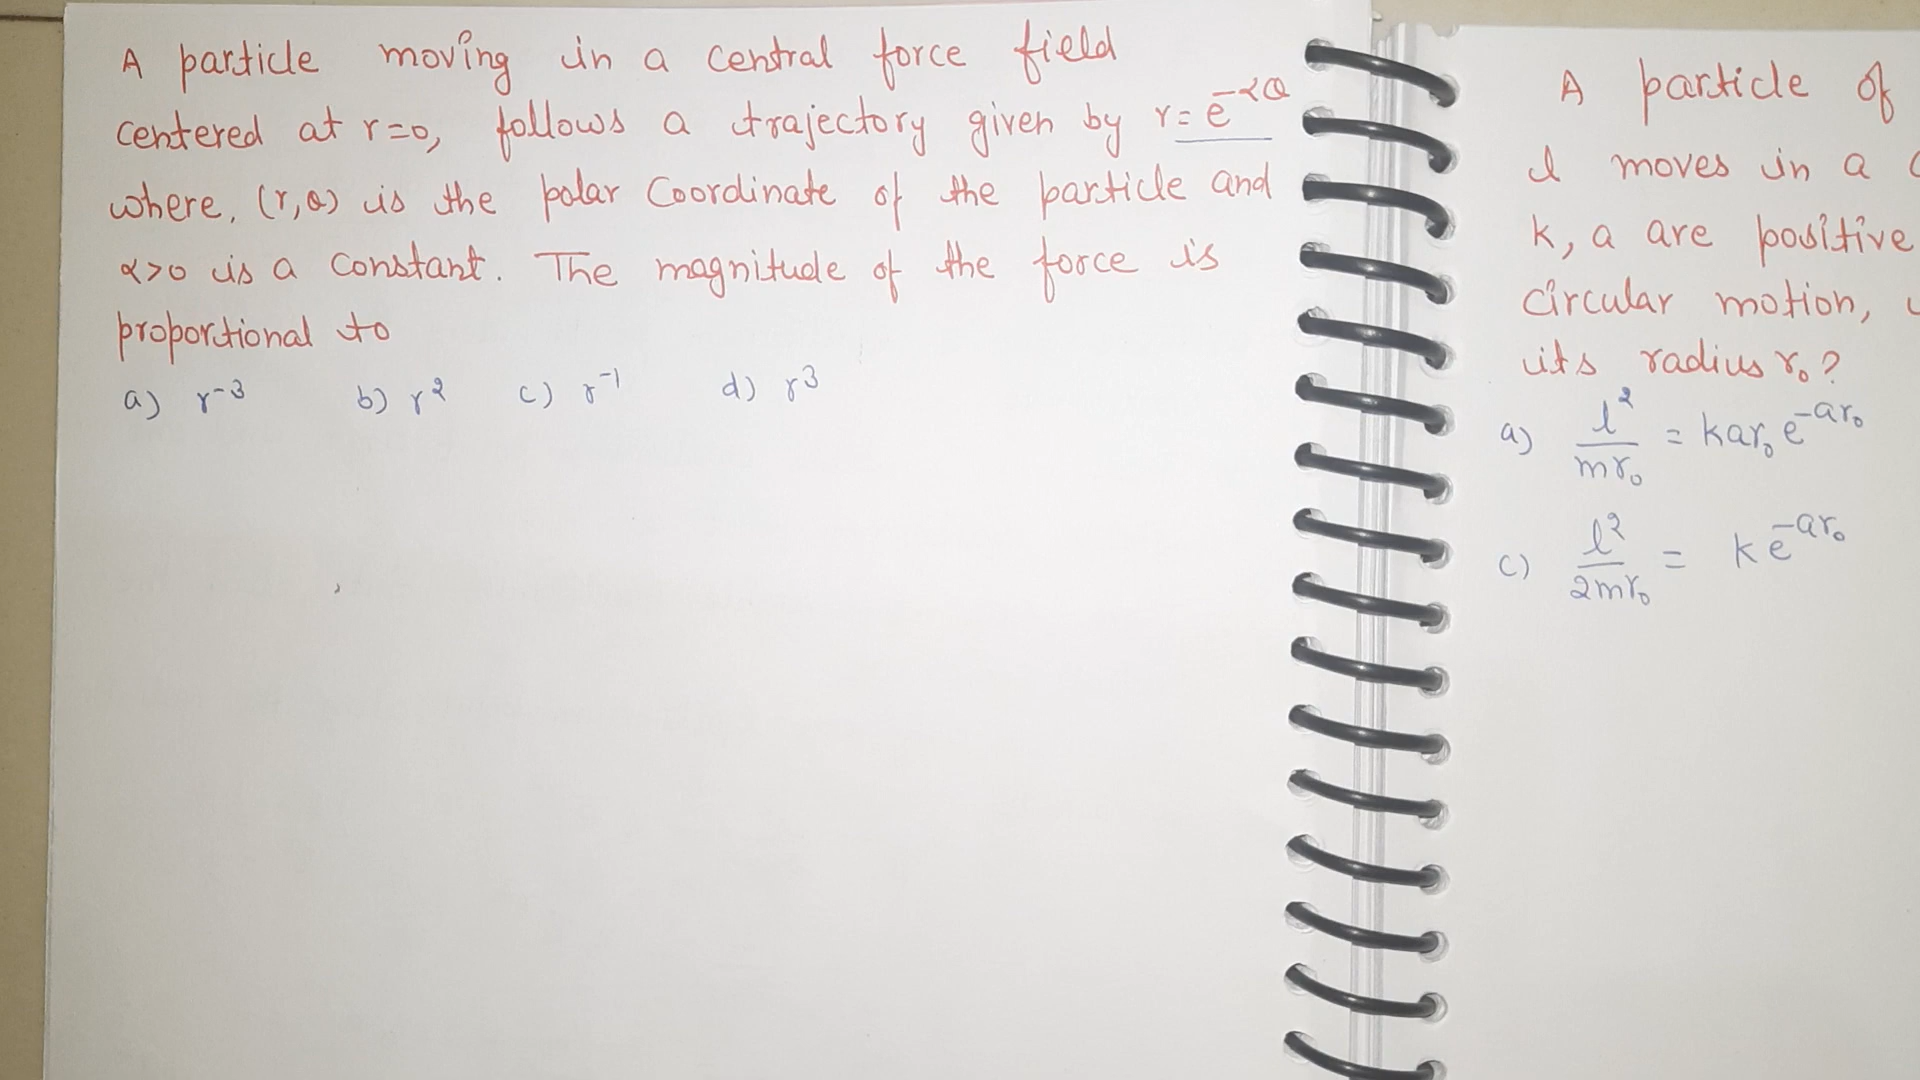 A particle moving in a central force field
centered at r=0, follows a trajectory given by r= e^-αθ
where, (r,θ) is the polar Coordinate of the particle and
α>0 is a constant. The magnitude of the force is
proportional to
a) r^-3 b) r^2 c) r^-1 d) r^3
A particle of
l moves in a
k, a are positive
circular motion,
its radius r₀?
a) l^2/mr₀ = kar₀e^-ar₀
c) l^2/2mr₀ = ke^-ar₀